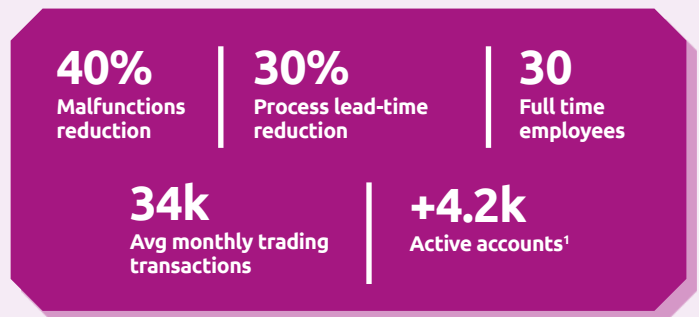 40%
Malfunctions
reduction
30%
Process lead-time
reduction
30
Full time
employees
34k
Avg monthly trading
transactions
+4.2k
Active accounts¹